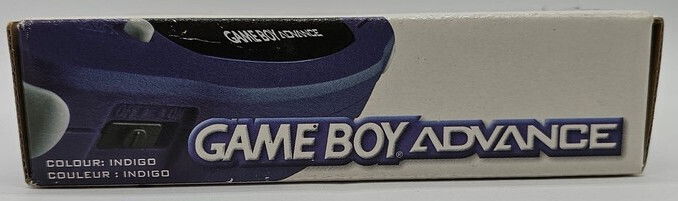 GAME BOY ADVANCE
GAME BOY ADVANCE
COLOUR: INDIGO
COULEUR : INDIGO